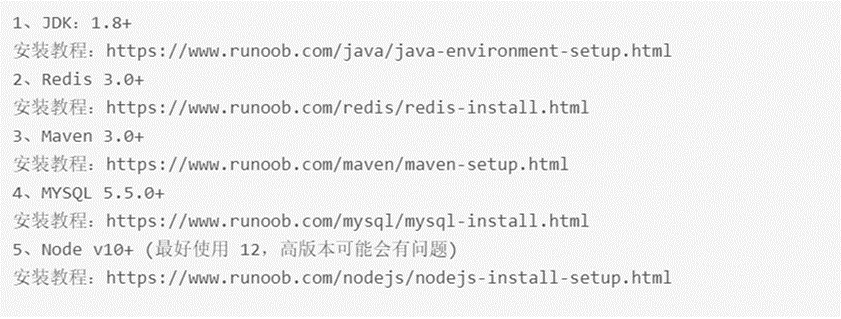 1、JDK：1.8+
安装教程：https://www.runoob.com/java/java-environment-setup.html
2、Redis 3.0+
安装教程：https://www.runoob.com/redis/redis-install.html
3、Maven 3.0+
安装教程：https://www.runoob.com/maven/maven-setup.html
4、MYSQL 5.5.0+
安装教程：https://www.runoob.com/mysql/mysql-install.html
5、Node v10+ (最好使用 12，高版本可能会有问题)
安装教程：https://www.runoob.com/nodejs/nodejs-install-setup.html